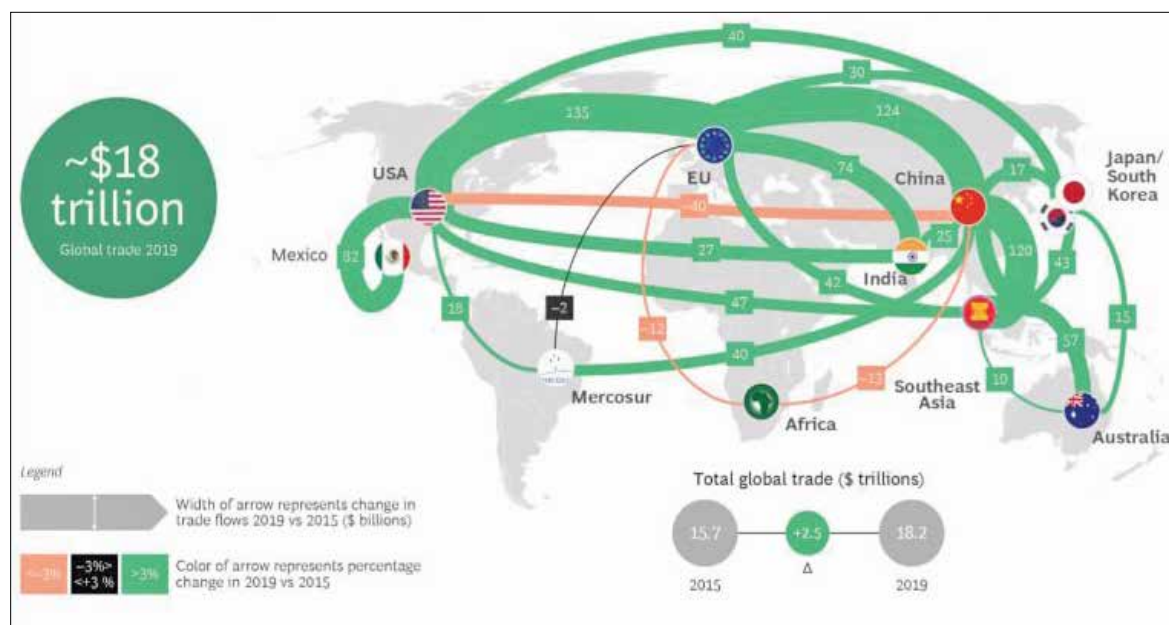 ~$18
trillion
Global trade 2019
40
30
135
124
USA
EU
74
China
17
Japan/
South
Korea
-40
Mexico
82
27
25
120
India
43
42
18
47
-2
15
-12
40
57
10
-13
Mercosur
Southeast
Asia
Africa
Australia
Legend
Width of arrow represents change in
trade flows 2019 vs 2015 ($ billions)
<-3%
-3%>
<+3 %
>3%
Color of arrow represents percentage
change in 2019 vs 2015
Total global trade ($ trillions)
15.7
+2.5
18.2
2015
Δ
2019